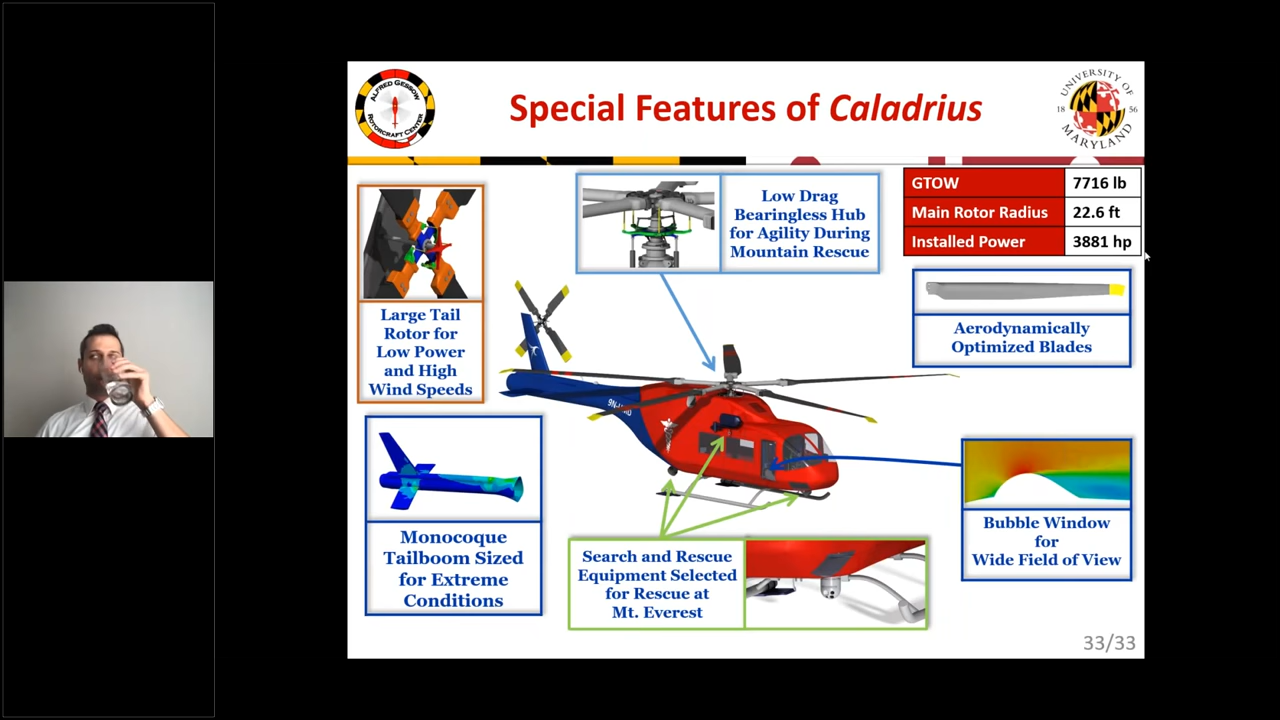 ALFRED GESSOW
ROTORCRAFT CENTER
Special Features of Caladrius
UNIVERSITY OF
18 56
MARYLAND
GTOW 7716 lb
Main Rotor Radius 22.6 ft
Installed Power 3881 hp
Low Drag
Bearingless Hub
for Agility During
Mountain Rescue
Large Tail
Rotor for
Low Power
and High
Wind Speeds
Aerodynamically
Optimized Blades
Monocoque
Tailboom Sized
for Extreme
Conditions
Search and Rescue
Equipment Selected
for Rescue at
Mt. Everest
Bubble Window
for
Wide Field of View
33/33